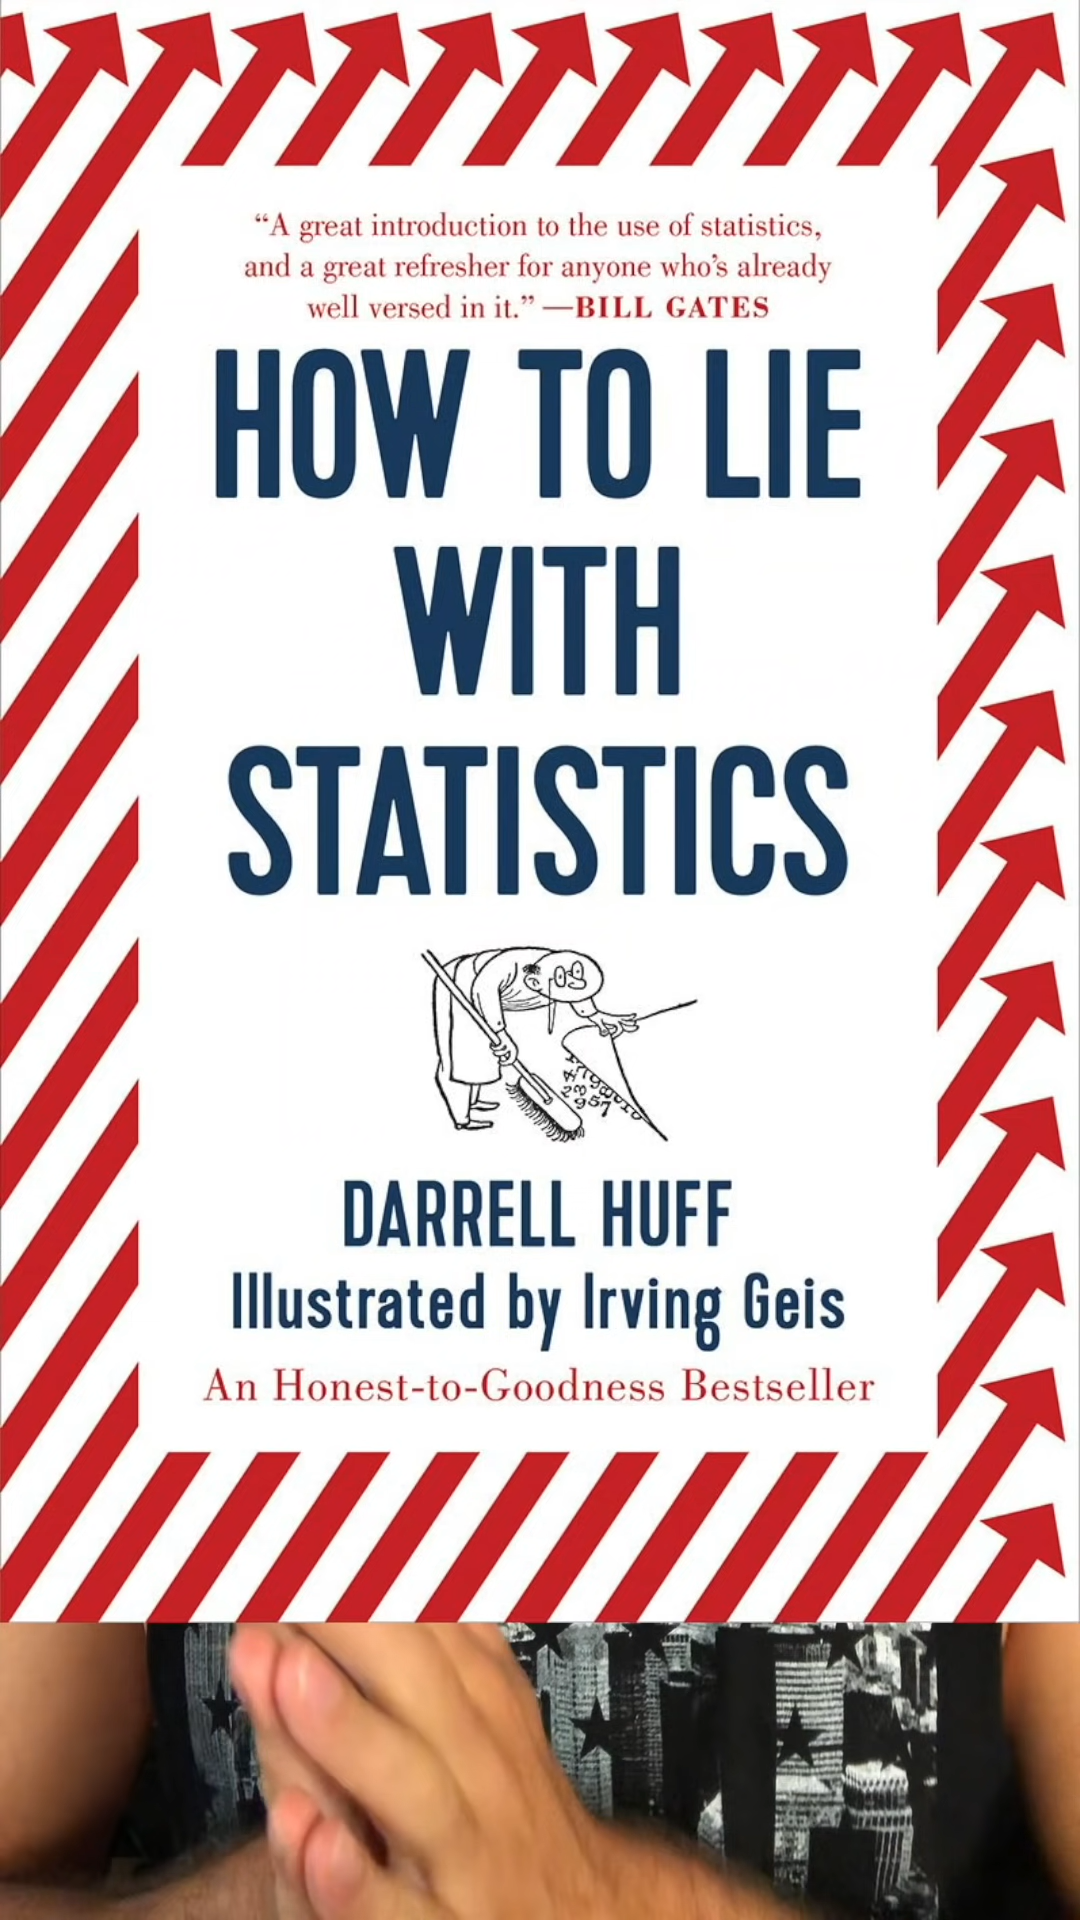 “A great introduction to the use of statistics,
and a great refresher for anyone who’s already
well versed in it.” —BILL GATES
HOW TO LIE
WITH
STATISTICS
DARRELL HUFF
Illustrated by Irving Geis
An Honest-to-Goodness Bestseller